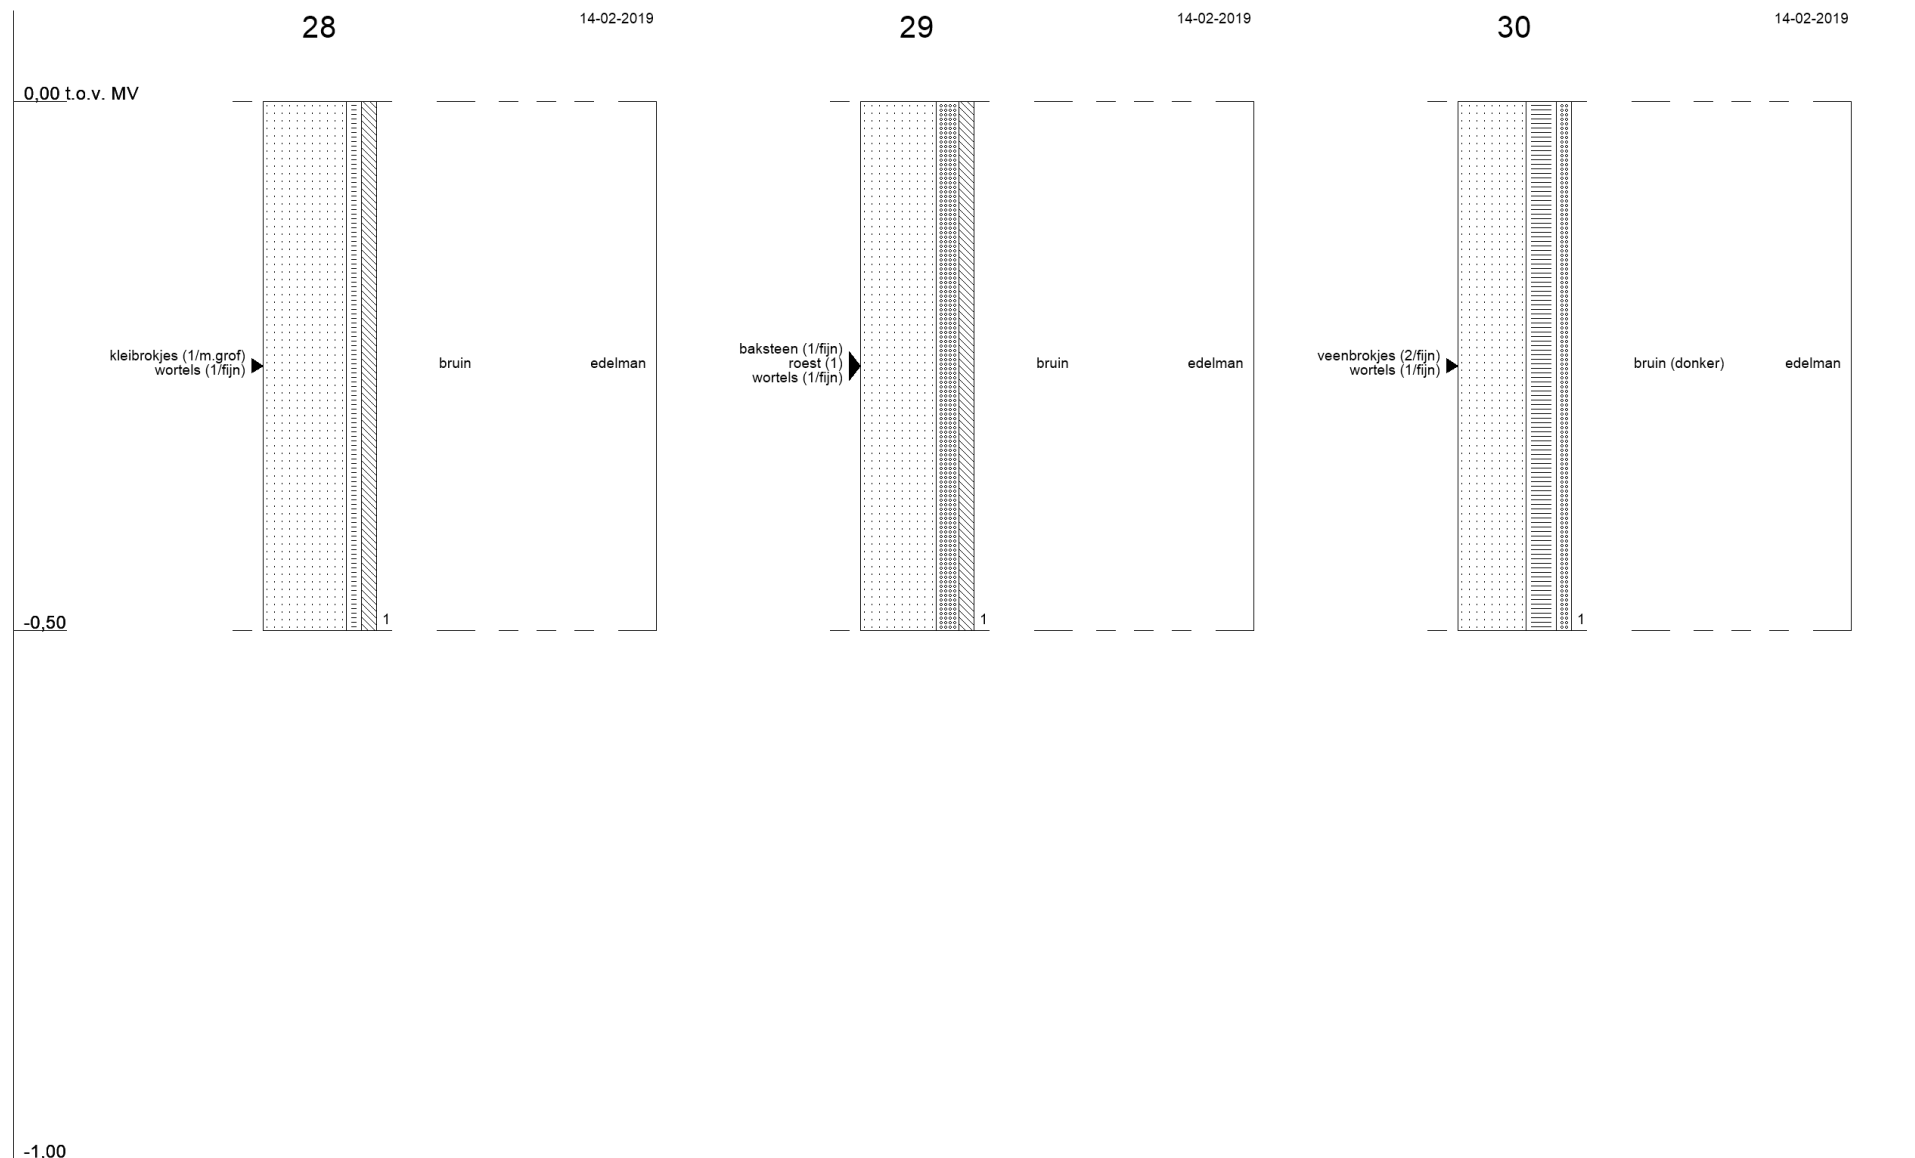 28
14-02-2019
29
14-02-2019
30
14-02-2019
0,00 t.o.v. MV
kleibrokjes (1/m.grof)
wortels (1/fijn)
bruin
edelman
baksteen (1/fijn)
roest (1)
wortels (1/fijn)
bruin
edelman
veenbrokjes (2/fijn)
wortels (1/fijn)
bruin (donker)
edelman
-0,50
1
1
1
-1,00